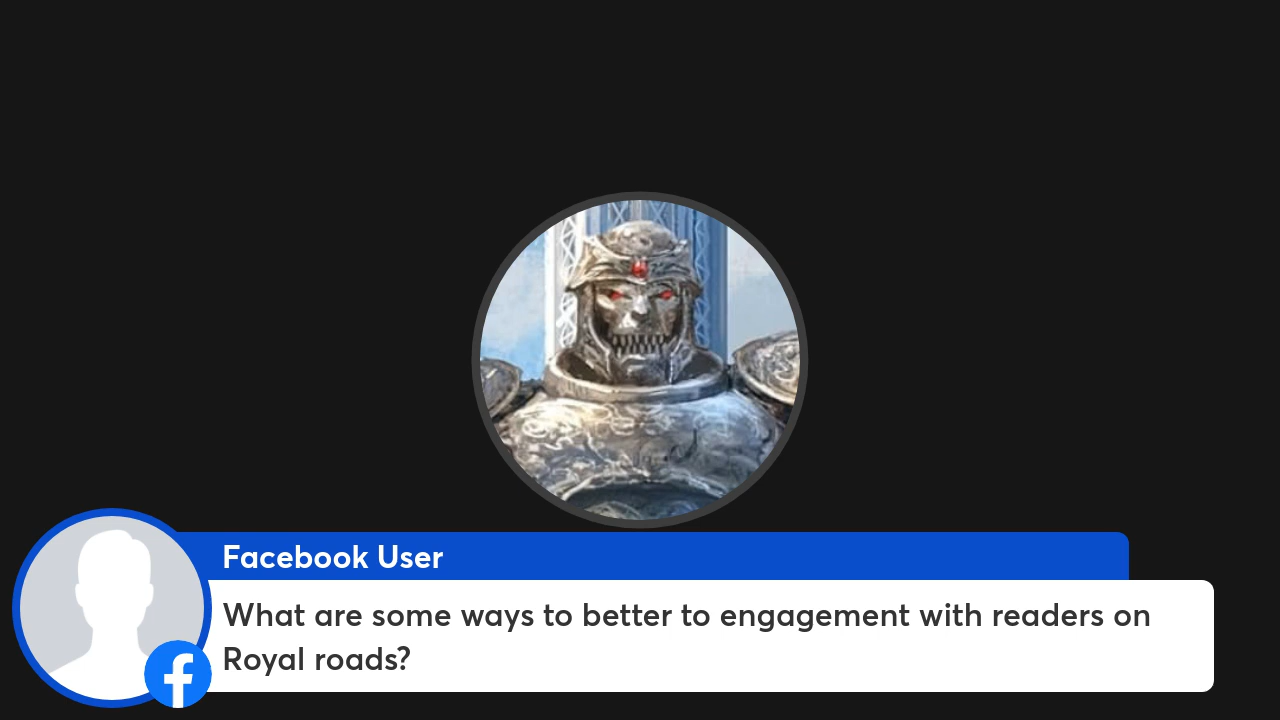 Facebook User
What are some ways to better to engagement with readers on
Royal roads?